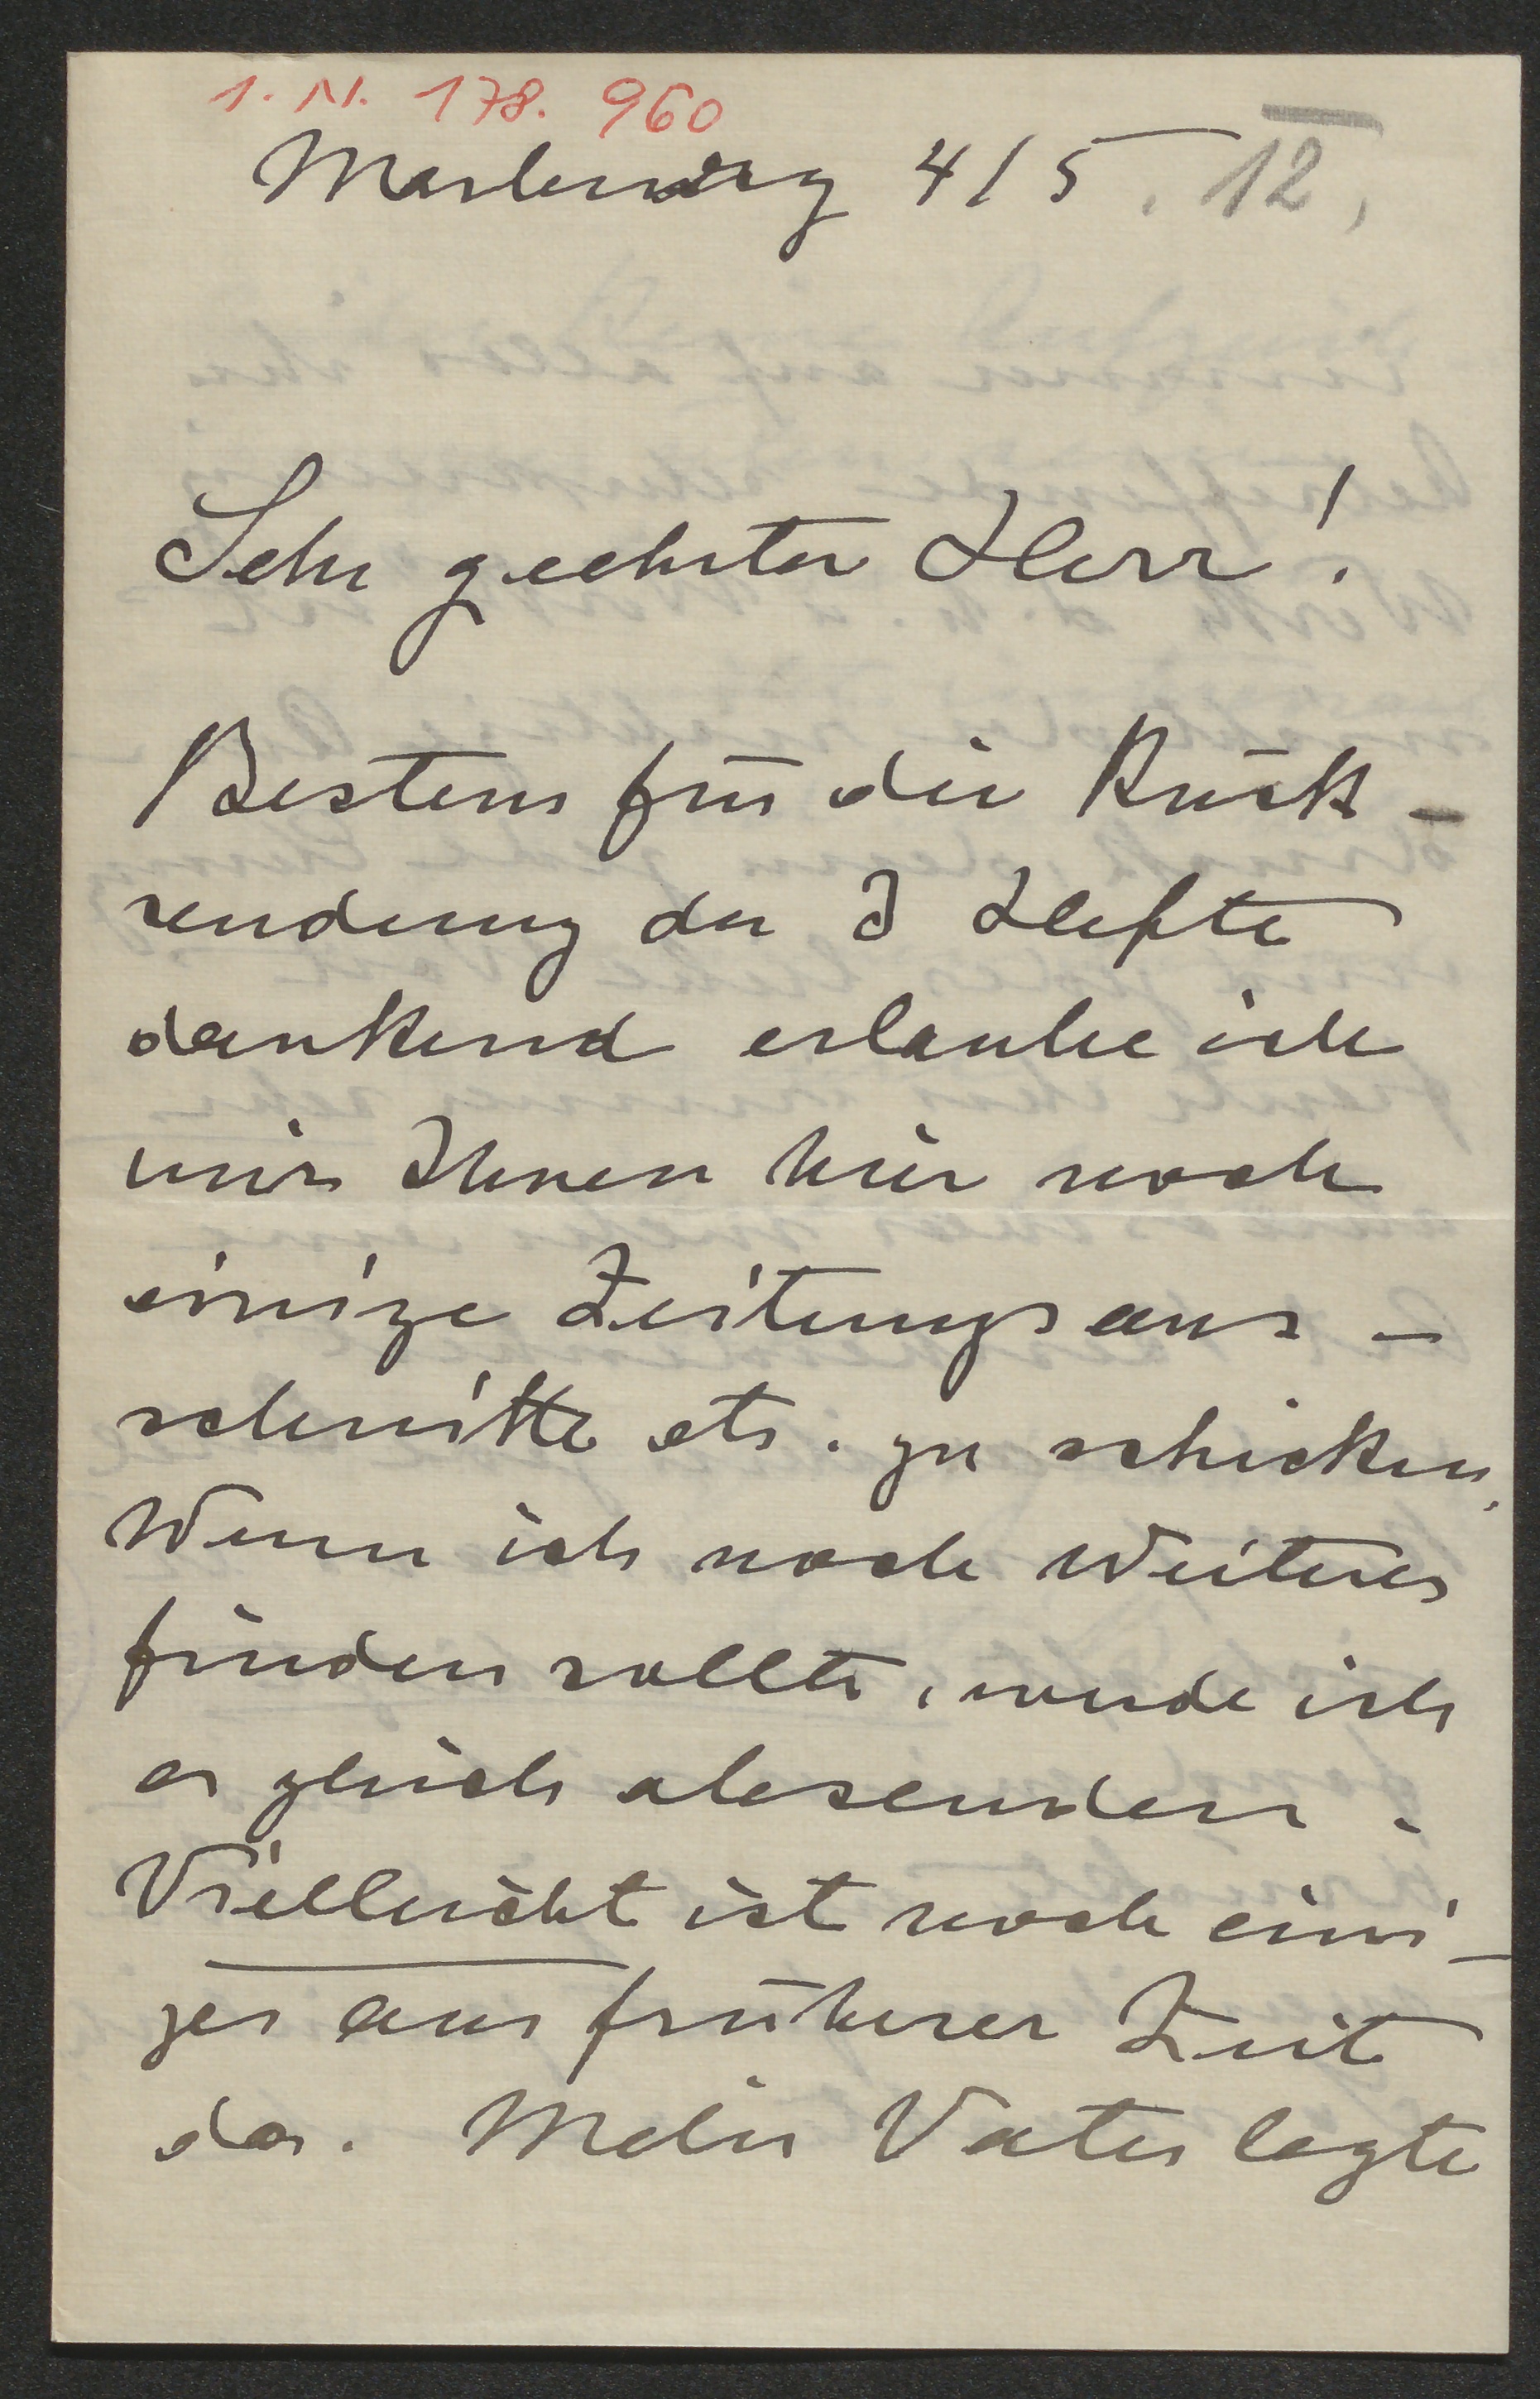 I. N. 178.960
Marburg 4/5. 12,
Sehr geehrter Herr!
Bestens für die Rück-
sendung der 3 Hefte
dankend erlaube ich
mir Ihnen hier noch
einige Zeitungsaus-
schnitte etc. zu schicken.
Wenn ich noch Weiteres
finden sollte, werde ich
es gleich absenden.
Vielleicht ist noch eini-
ges aus früherer Zeit
da. Mein Vater legte